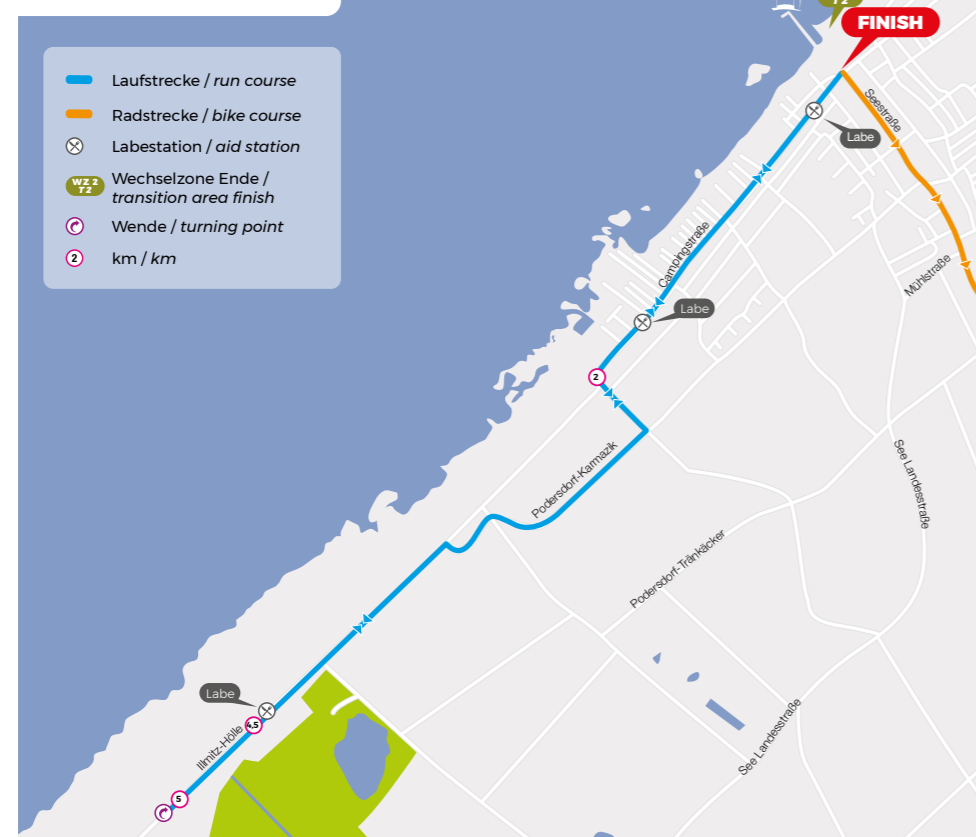 T2
FINISH
Laufstrecke / run course
Radstrecke / bike course
Labestation / aid station
WZ 2
T2
Wechselzone Ende /
transition area finish
Wende / turning point
2
km / km
Seestraße
Labe
Campingstraße
Mühlstraße
Labe
2
Podersdorf-Karmazik
See Landesstraße
Podersdorf-Tränkäcker
Labe
4,5
Illmitz-Hölle
See Landesstraße
5